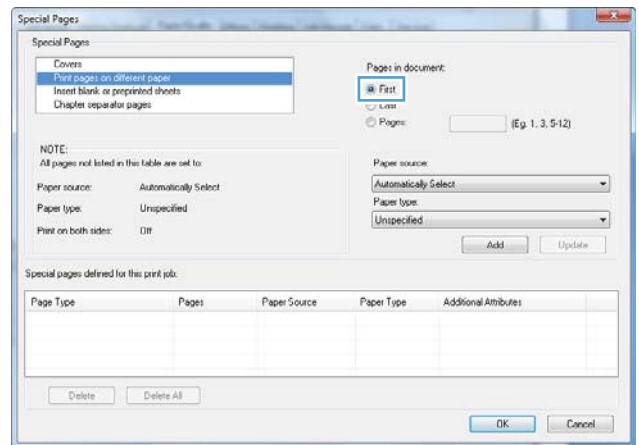 Special Pages
Special Pages
Covers
Print pages on different paper
Insert blank or preprinted sheets
Chapter separator pages
Pages in document:
First
Last
Pages: (Eg. 1, 3, 5-12)
NOTE:
All pages not listed in this table are set to:
Paper source: Automatically Select
Paper type: Unspecified
Print on both sides: Off
Paper source:
Automatically Select
Paper type:
Unspecified
Add Update
Special pages defined for this print job:
Page Type Pages Paper Source Paper Type Additional Attributes
Delete Delete All
OK Cancel